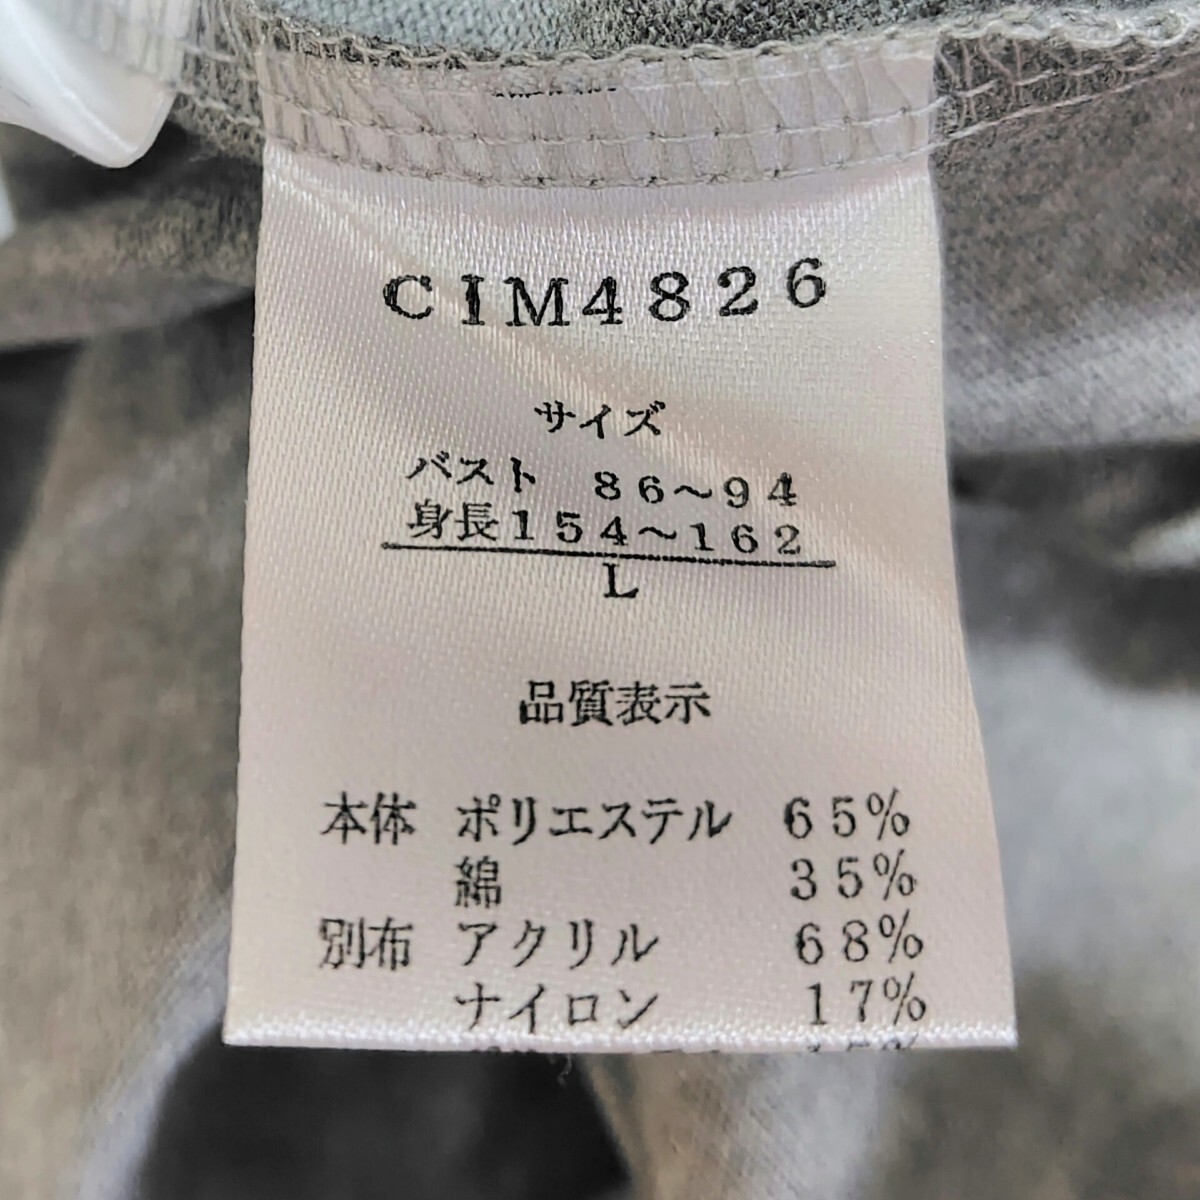 CIM4826
サイズ
バスト 86～94
身長154～162
L
品質表示
本体 ポリエステル 65%
綿 35%
別布 アクリル 68%
ナイロン 17%